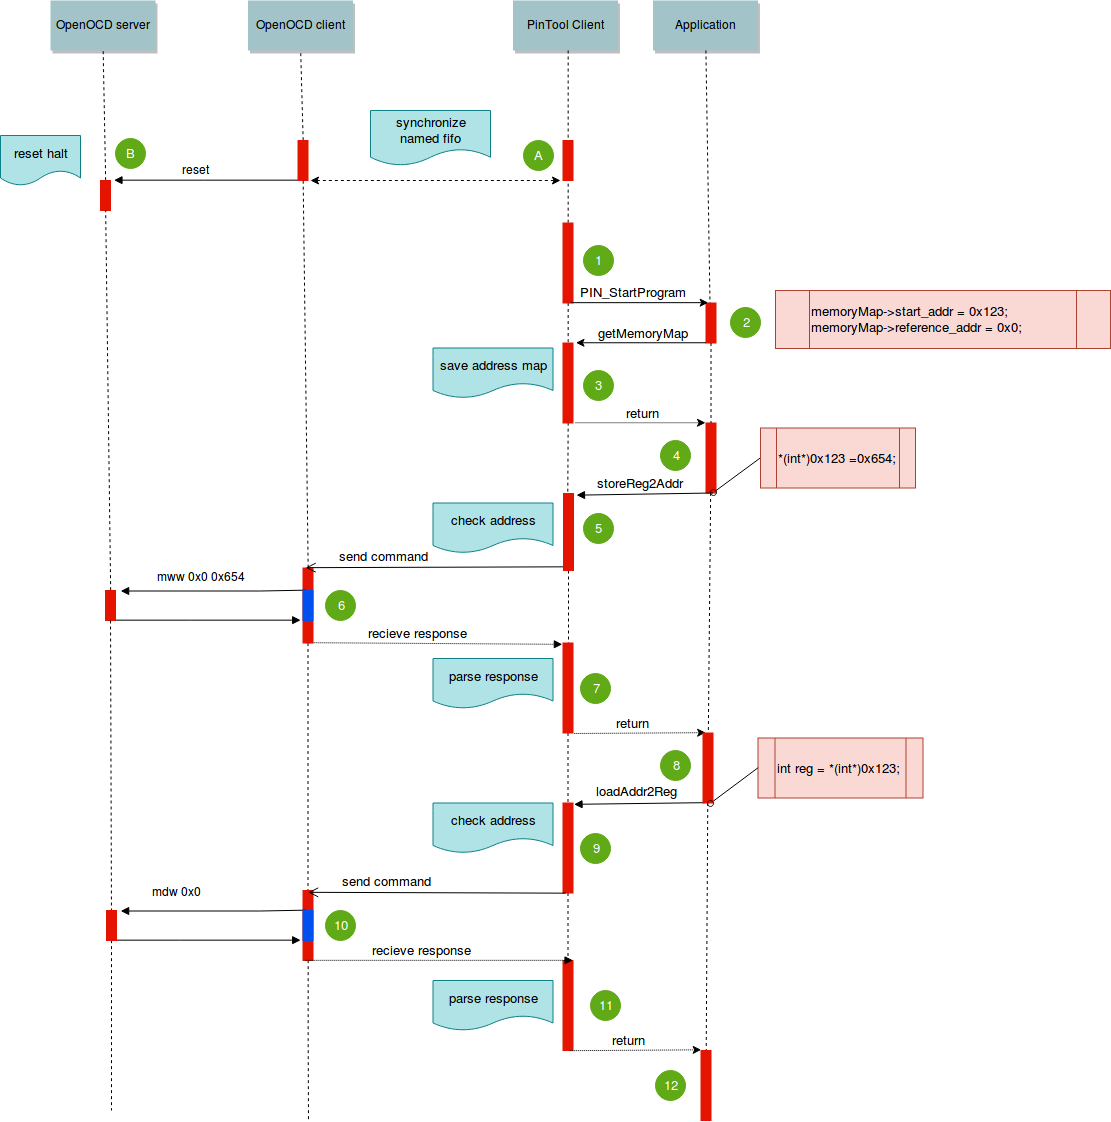 OpenOCD server
OpenOCD client
PinTool Client
Application
synchronize
named fifo
reset halt
B
A
reset
1
PIN_StartProgram
memoryMap->start_addr = 0x123;
memoryMap->reference_addr = 0x0;
2
getMemoryMap
save address map
3
return
4
*(int*)0x123 =0x654;
storeReg2Addr
check address
5
send command
mww 0x0 0x654
6
recieve response
parse response
7
return
8
int reg = *(int*)0x123;
loadAddr2Reg
check address
9
send command
mdw 0x0
10
recieve response
parse response
11
return
12